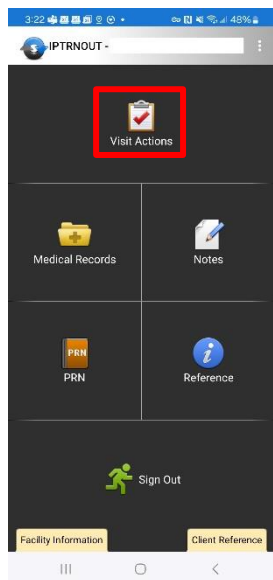 3:22 48%
IPTRNOUT -
Visit Actions
Medical Records
Notes
PRN
PRN
Reference
Sign Out
Facility Information
Client Reference